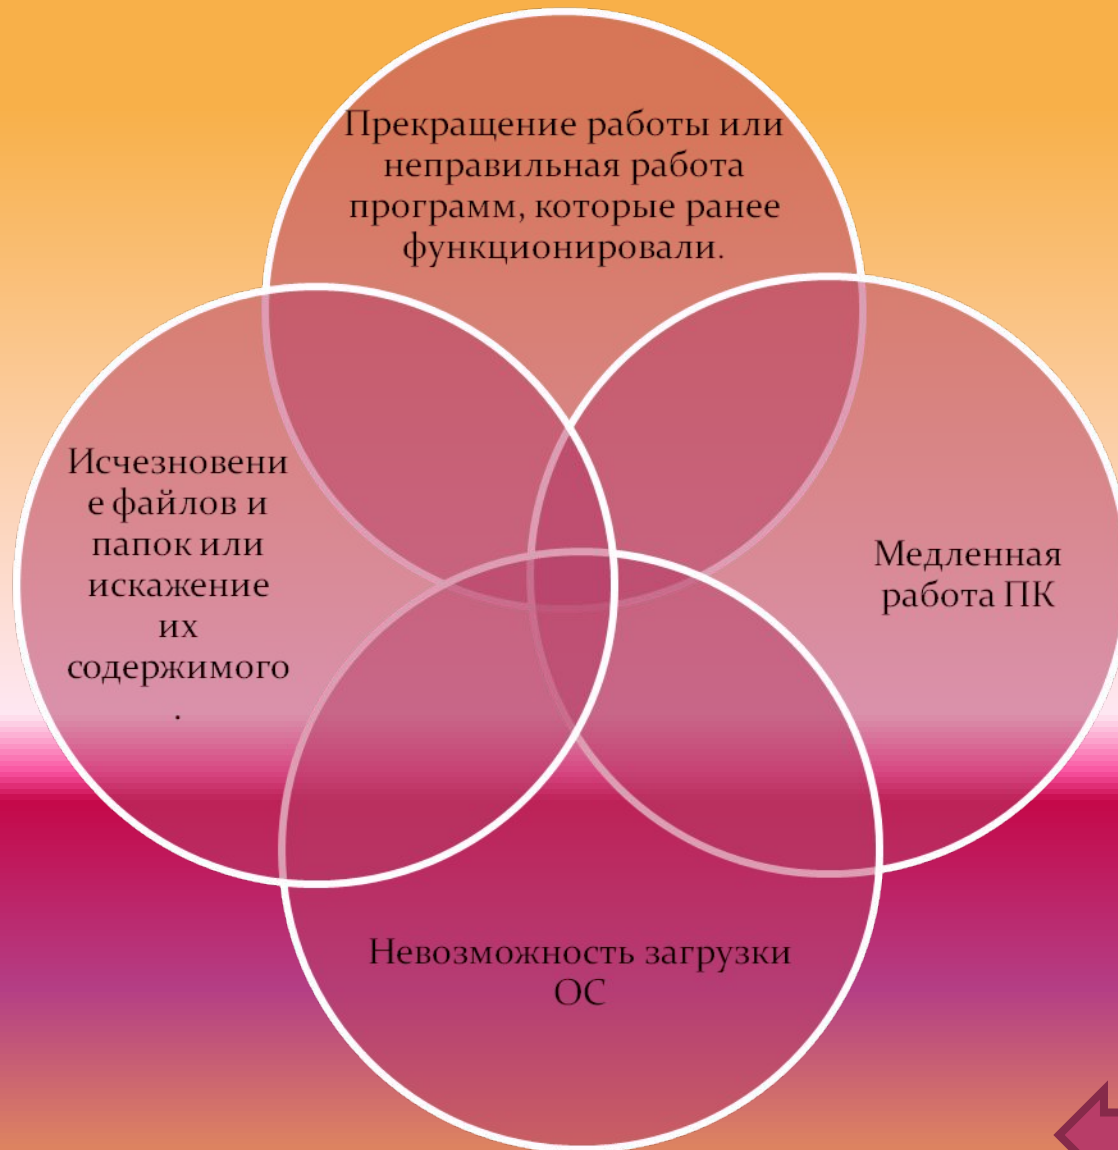 Прекращение работы или
неправильная работа
программ, которые ранее
функционировали.
Исчезновени
е файлов и
папок или
искажение
их
содержимого
.
Медленная
работа ПК
Невозможность загрузки
ОС